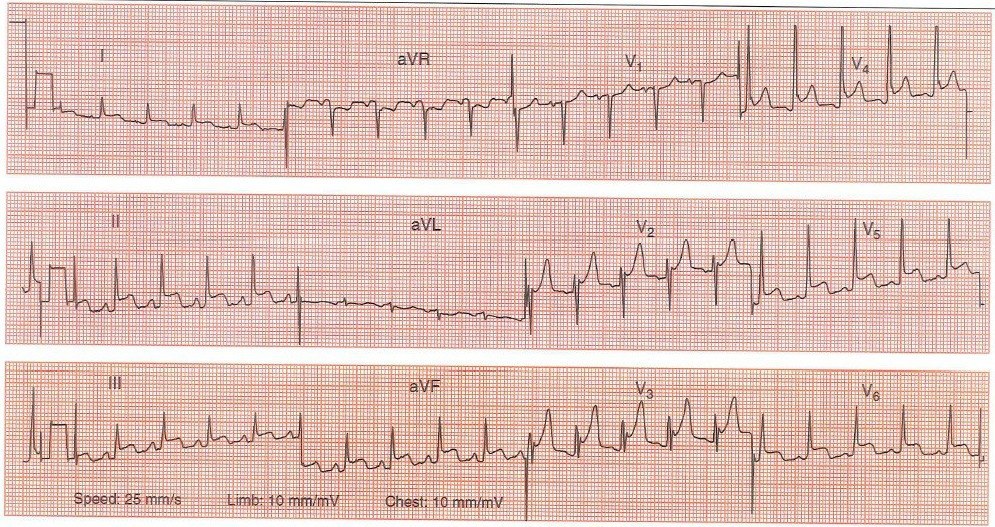 I aVR V1 V4
II aVL V2 V5
III aVF V3 V6
Speed: 25 mm/s Limb: 10 mm/mV Chest: 10 mm/mV